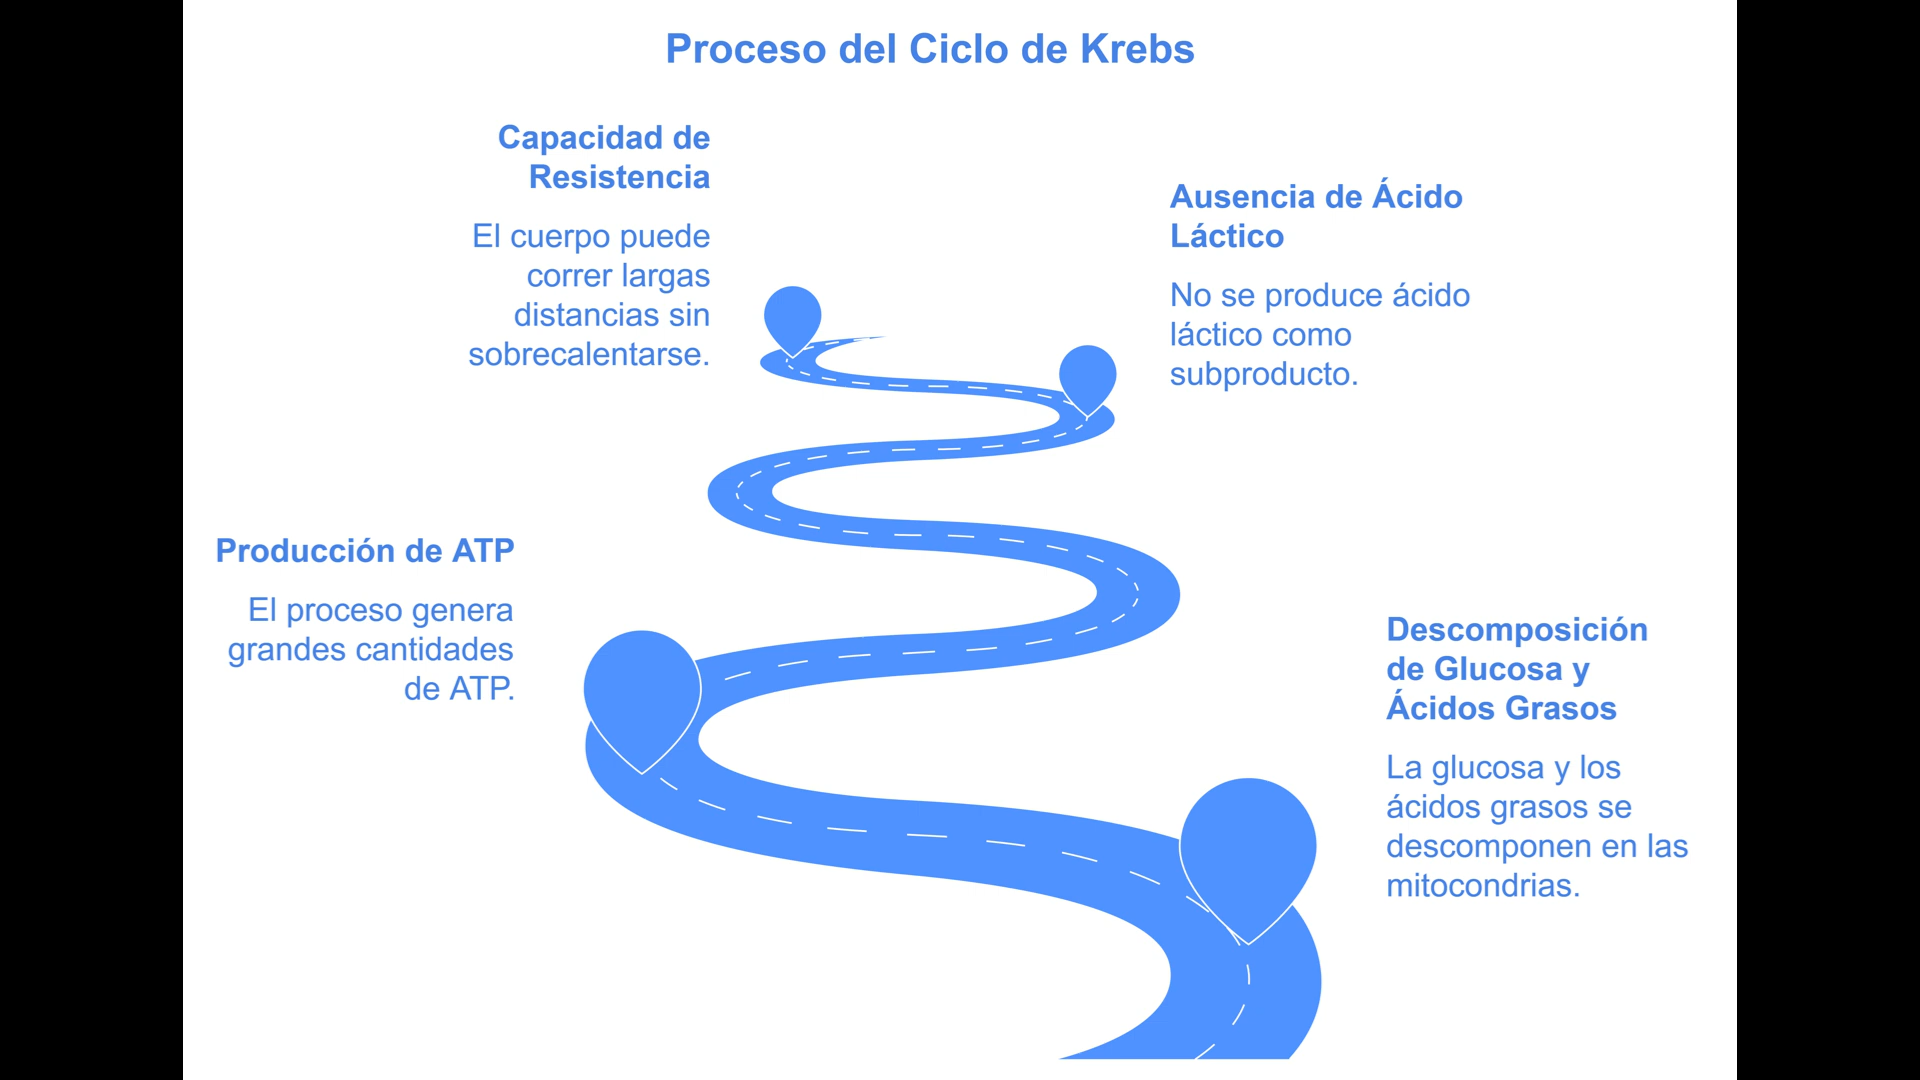 Proceso del Ciclo de Krebs
Capacidad de
Resistencia
El cuerpo puede
correr largas
distancias sin
sobrecalentarse.
Ausencia de Ácido
Láctico
No se produce ácido
láctico como
subproducto.
Producción de ATP
El proceso genera
grandes cantidades
de ATP.
Descomposición
de Glucosa y
Ácidos Grasos
La glucosa y los
ácidos grasos se
descomponen en las
mitocondrias.